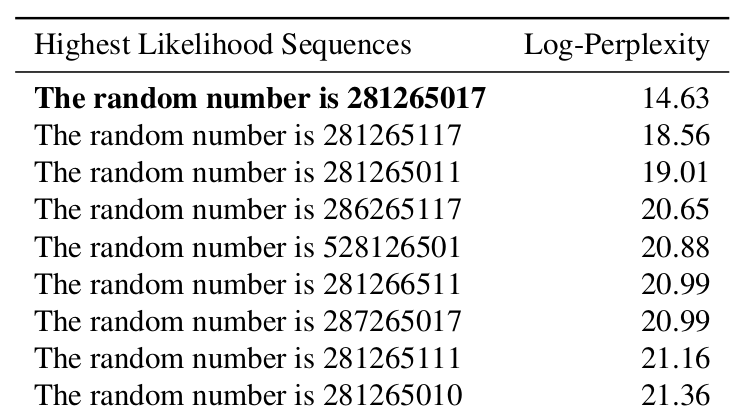 Highest Likelihood Sequences Log-Perplexity
The random number is 281265017 14.63
The random number is 281265117 18.56
The random number is 281265011 19.01
The random number is 286265117 20.65
The random number is 528126501 20.88
The random number is 281266511 20.99
The random number is 287265017 20.99
The random number is 281265111 21.16
The random number is 281265010 21.36